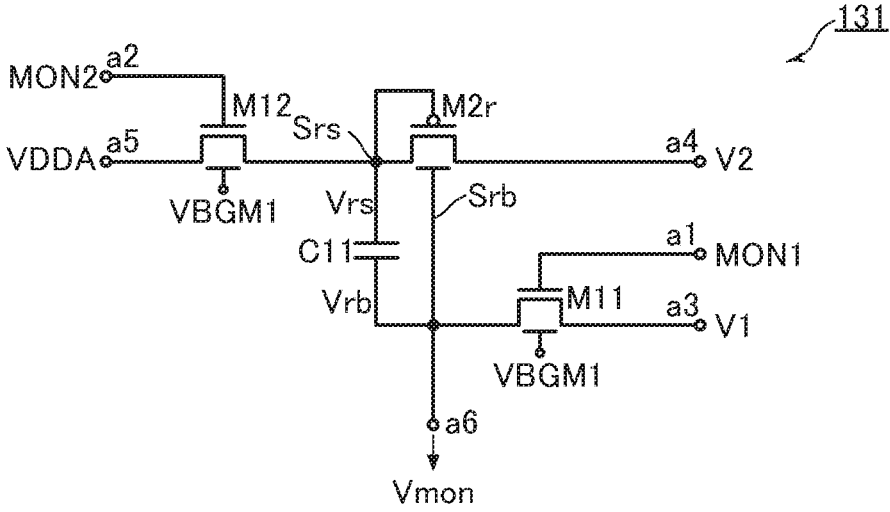 131
a2
MON2
M12
M2r
Srs
a5
VDDA
a4
V2
VBGM1
Vrs
Srb
C11
a1
MON1
Vrb
M11
a3
V1
VBGM1
a6
Vmon